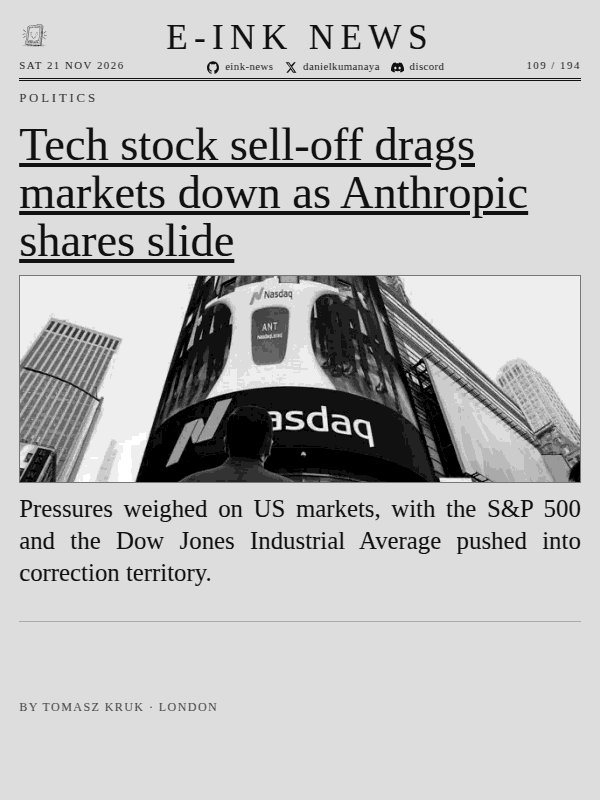 E-INK NEWS
SAT 21 NOV 2026
eink-news
danielkumanaya
discord
109 / 194
POLITICS
Tech stock sell-off drags
markets down as Anthropic
shares slide
Nasdaq
ANT
Nasdaq
Pressures weighed on US markets, with the S&P 500
and the Dow Jones Industrial Average pushed into
correction territory.
BY TOMASZ KRUK · LONDON